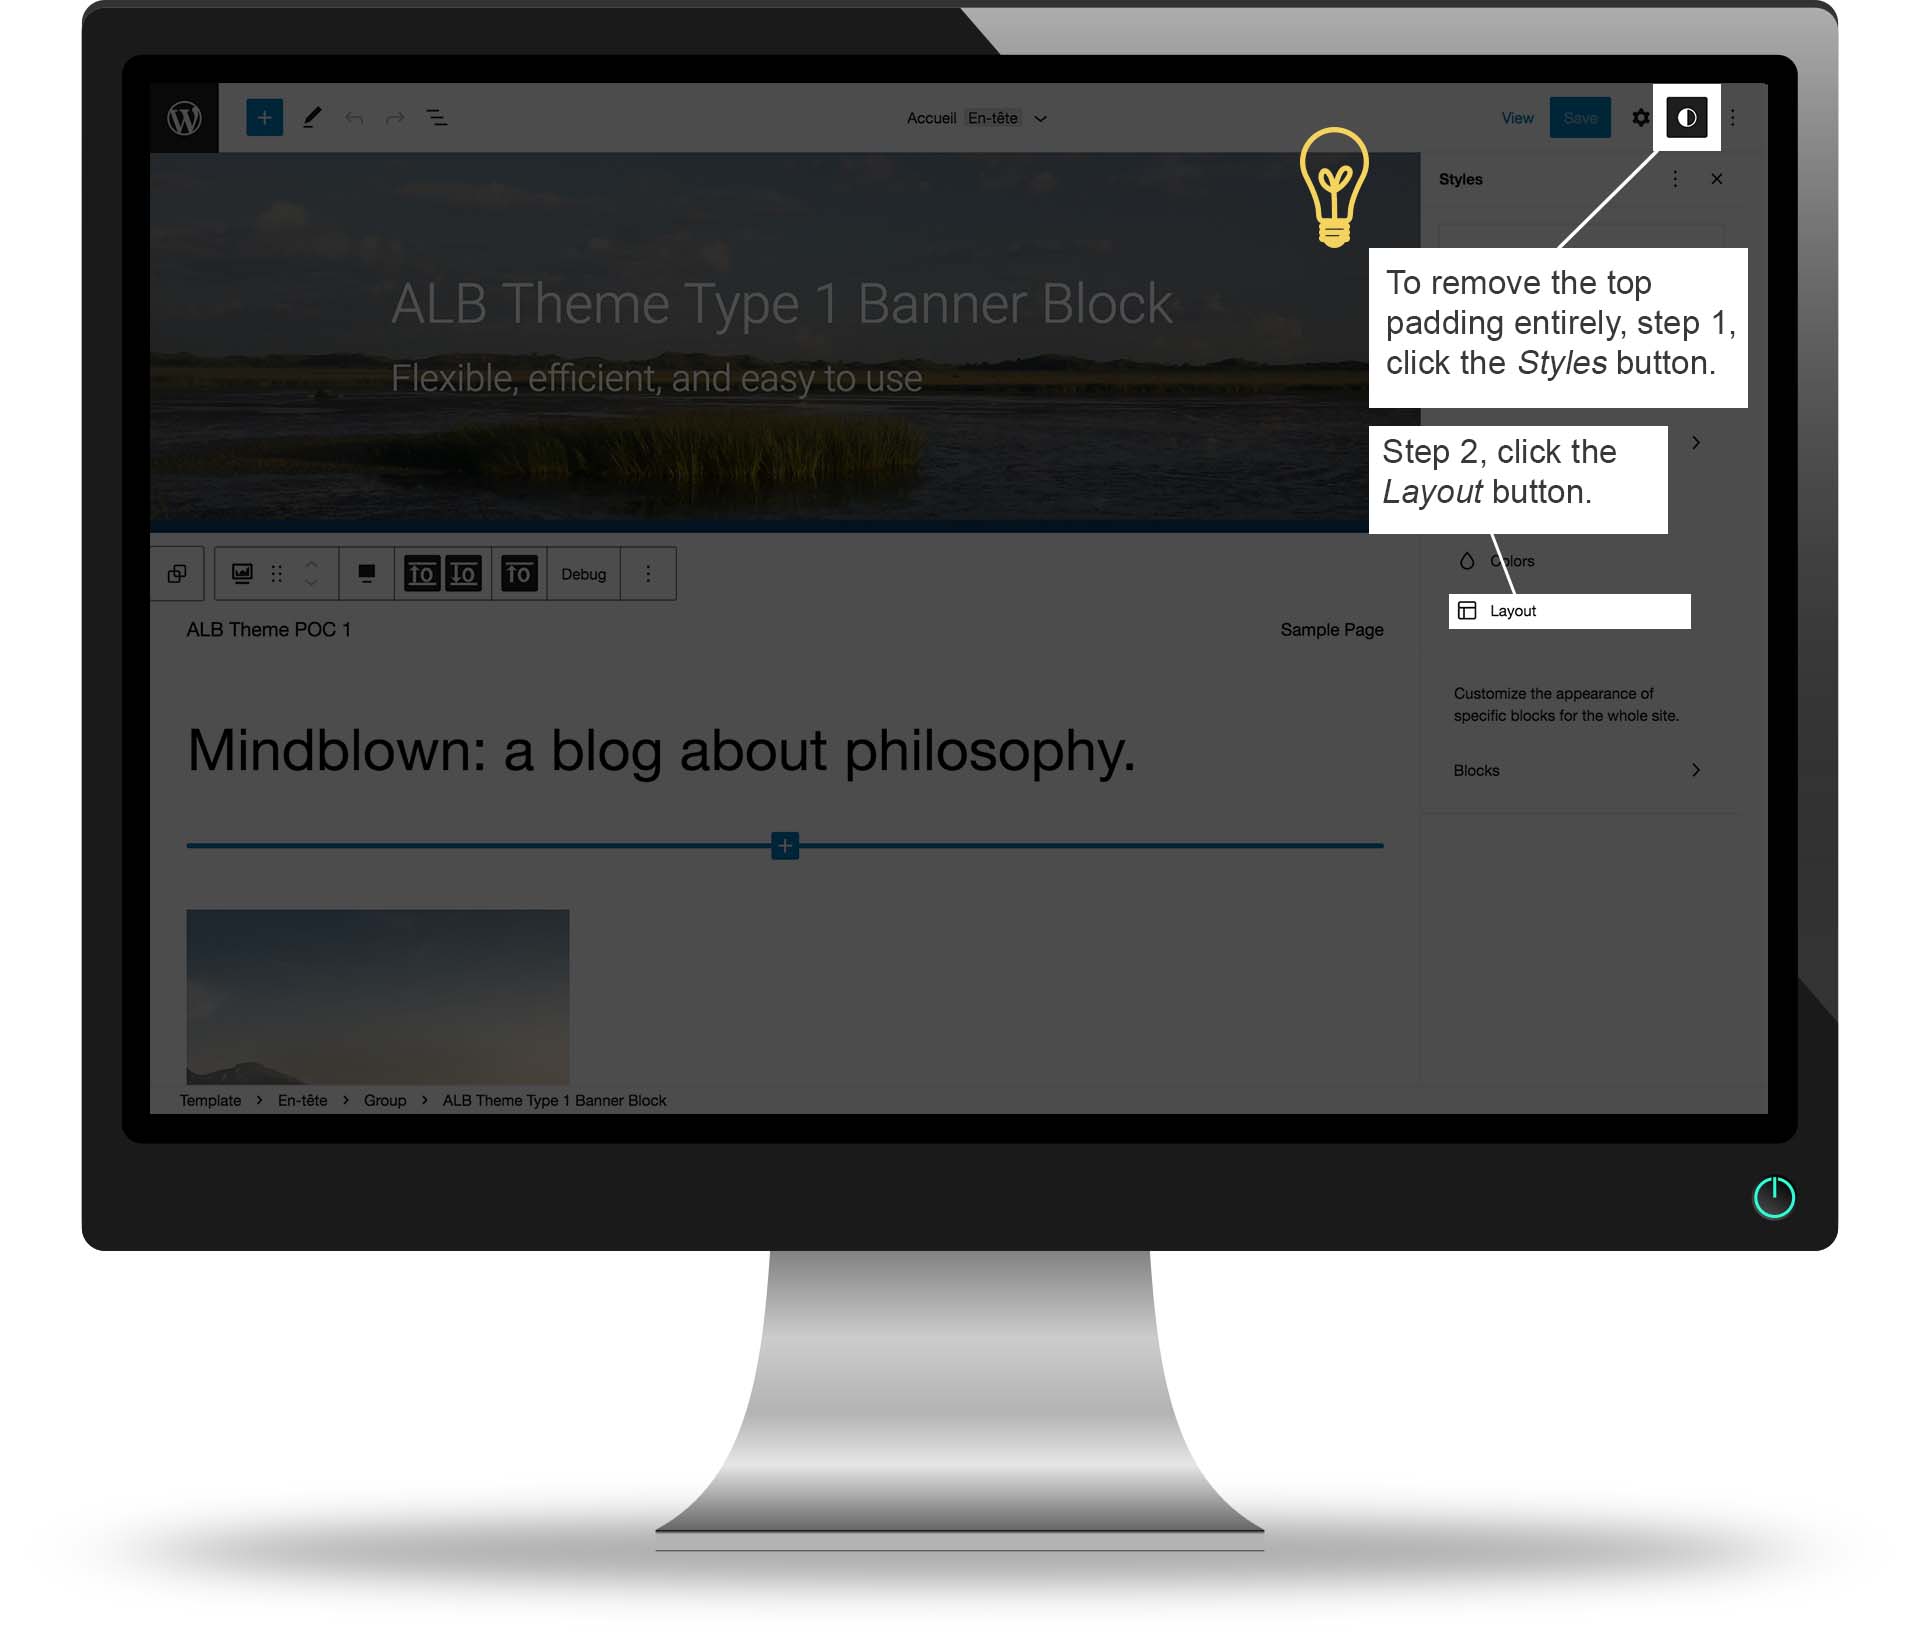 Accueil En-tête
View Save
Styles
ALB Theme Type 1 Banner Block
Flexible, efficient, and easy to use
To remove the top
padding entirely, step 1,
click the Styles button.
Step 2, click the
Layout button.
Colors
Layout
Debug
ALB Theme POC 1
Sample Page
Mindblown: a blog about philosophy.
Customize the appearance of
specific blocks for the whole site.
Blocks
Template > En-tête > Group > ALB Theme Type 1 Banner Block